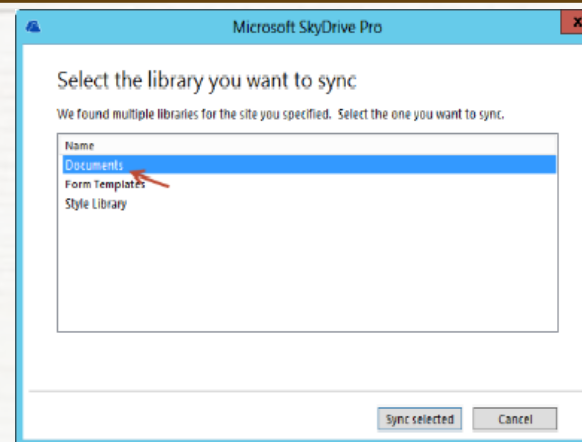 Microsoft SkyDrive Pro
x
Select the library you want to sync
We found multiple libraries for the site you specified. Select the one you want to sync.
Name
Documents
Form Templates
Style Library
Sync selected
Cancel